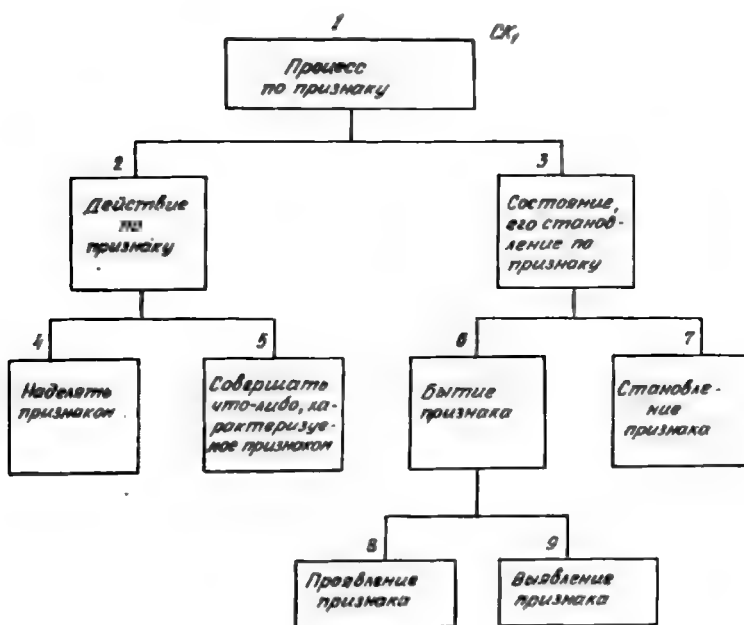 1
СК₁
Процесс
по признаку
2
Действие
по
признаку
3
Состояние,
его станов-
ление по
признаку
4
Наделять
признаком
5
Совершать
что-либо, ха-
рактеризуе-
мое признаком
6
Бытие
признака
7
Становле-
ние
признака
8
Проявление
признака
9
Выявление
признака